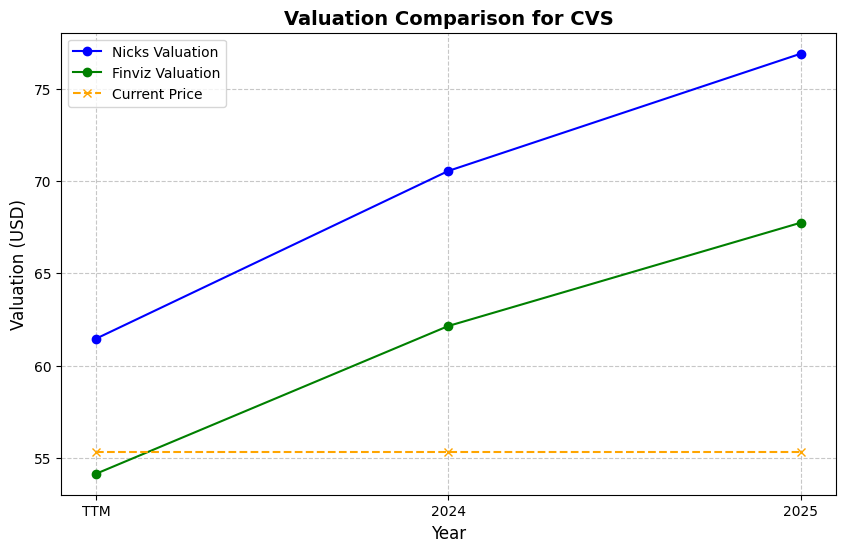 Valuation Comparison for CVS
Nicks Valuation
Finviz Valuation
Current Price
75
70
65
60
55
Valuation (USD)
TTM
2024
2025
Year